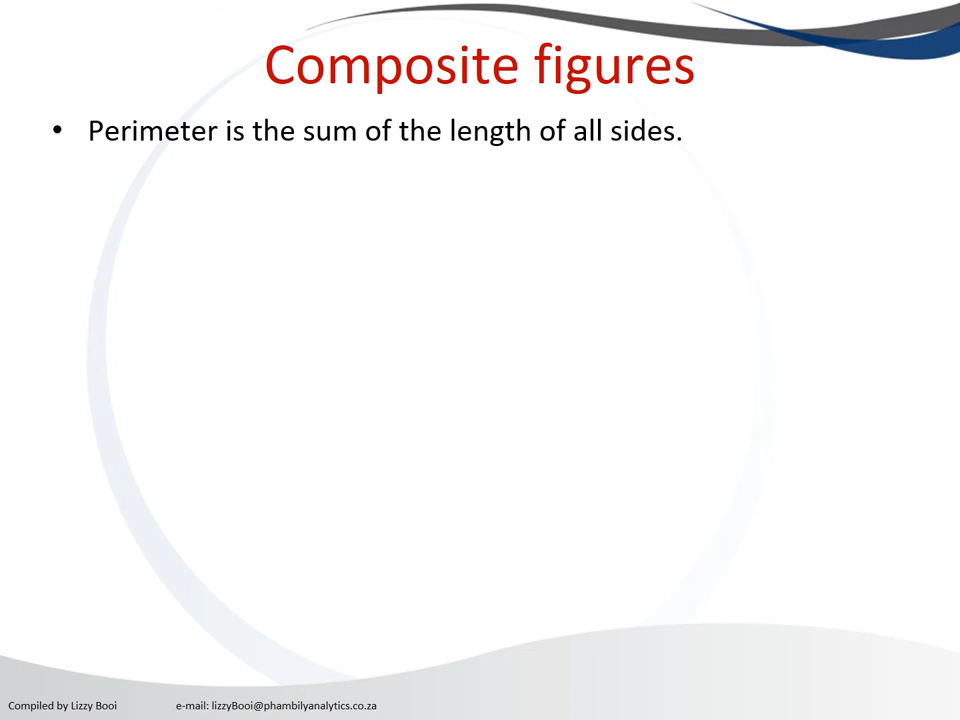 Composite figures
• Perimeter is the sum of the length of all sides.
Compiled by Lizzy Booi e-mail: lizzyBooi@phambilyanalytics.co.za